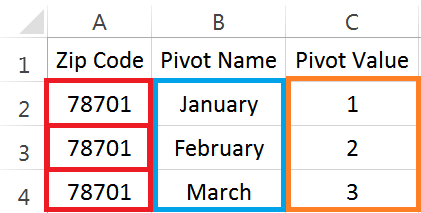 A B C
1 Zip Code Pivot Name Pivot Value
2 78701 January 1
3 78701 February 2
4 78701 March 3